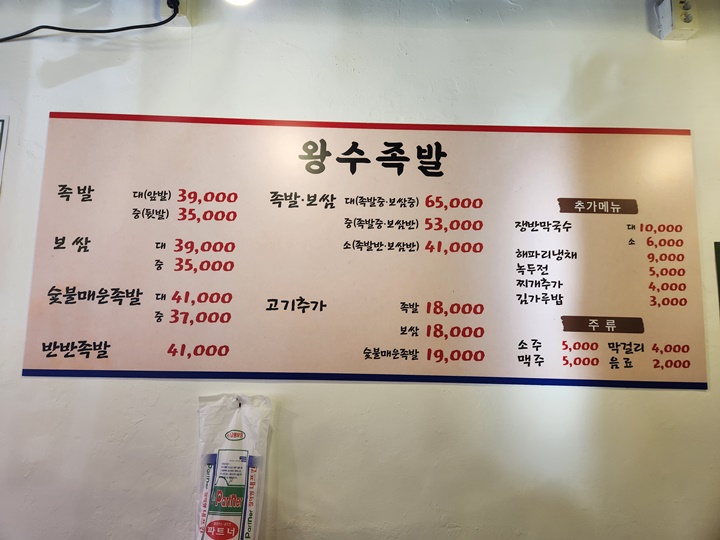 왕수족발
족발 대(앞발) 39,000
중(뒷발) 35,000
보쌈 대 39,000
중 35,000
숯불매운족발 대 41,000
중 37,000
반반족발 41,000
족발·보쌈 대(족발중·보쌈중) 65,000
중(족발중·보쌈반) 53,000
소(족발반·보쌈반) 41,000
고기추가 족발 18,000
보쌈 18,000
숯불매운족발 19,000
추가메뉴
쟁반막국수 대 10,000
소 6,000
해파리냉채 9,000
녹두전 5,000
찌개추가 4,000
김가루밥 3,000
주류
소주 5,000 막걸리 4,000
맥주 5,000 음료 2,000
Partner
파트너